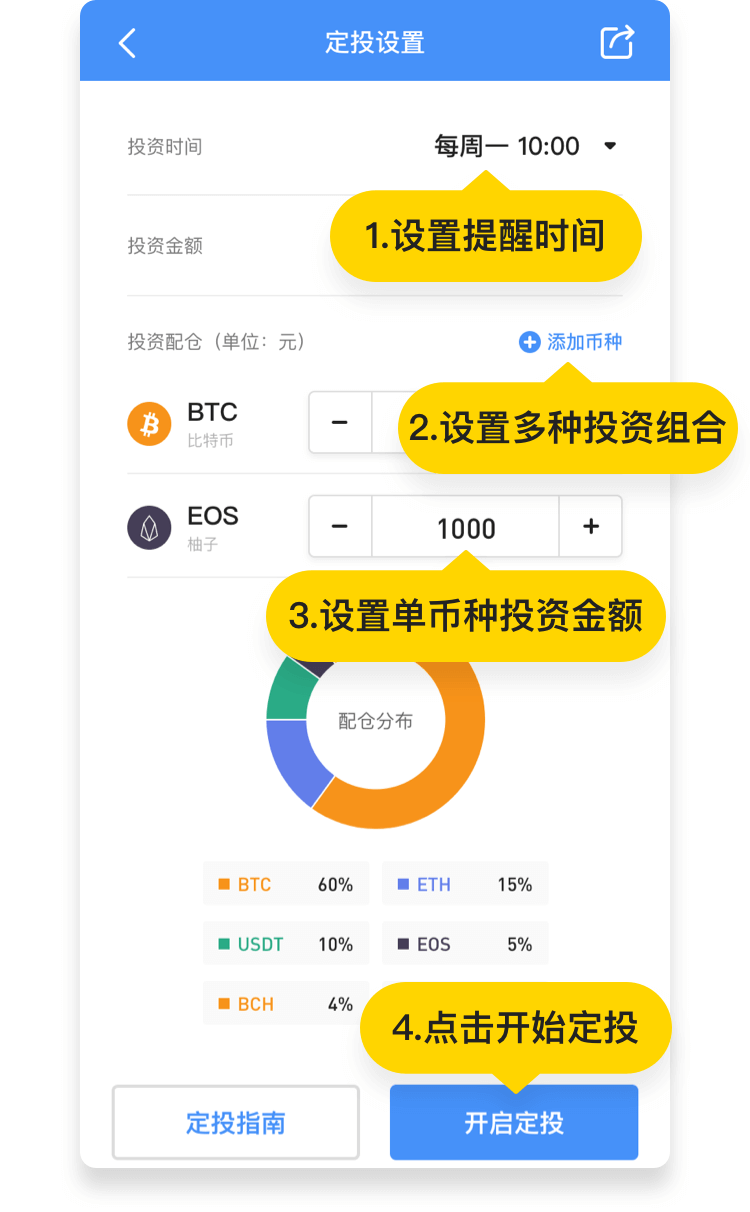 定投设置
投资时间
每周一 10:00
1.设置提醒时间
投资金额
投资配仓（单位：元）
添加币种
BTC
比特币
−
2.设置多种投资组合
EOS
柚子
− 1000 +
3.设置单币种投资金额
配仓分布
BTC 60%
ETH 15%
USDT 10%
EOS 5%
BCH 4%
4.点击开始定投
定投指南
开启定投